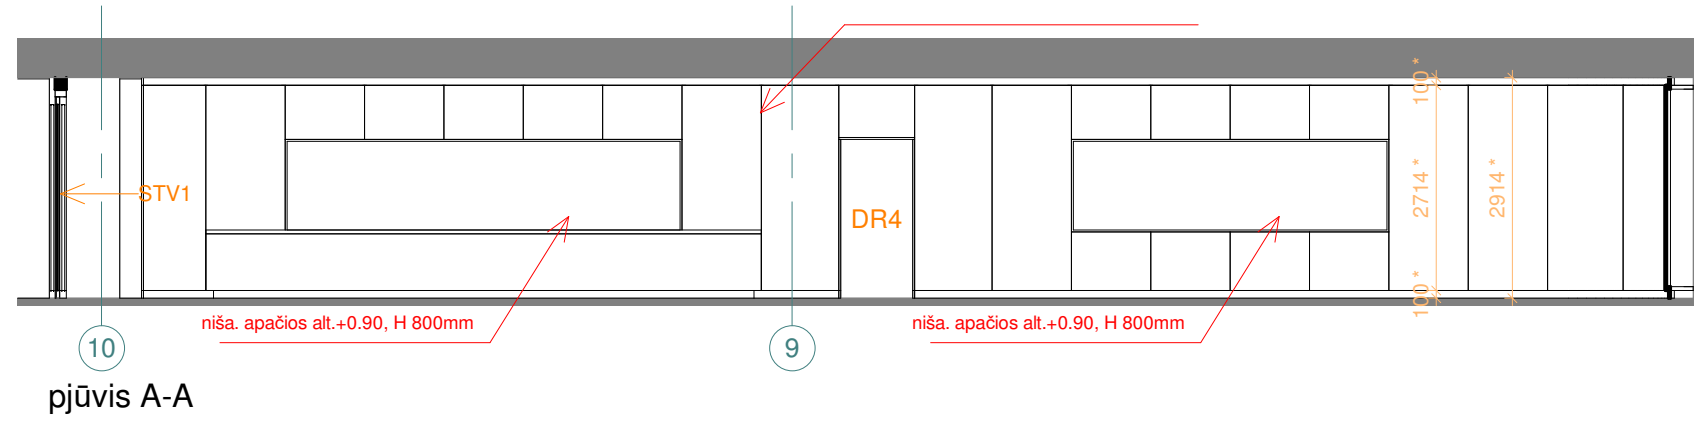 100 *
STV1
2714 *
2914 *
DR4
100 *
niša. apačios alt.+0.90, H 800mm
niša. apačios alt.+0.90, H 800mm
10
9
pjūvis A-A